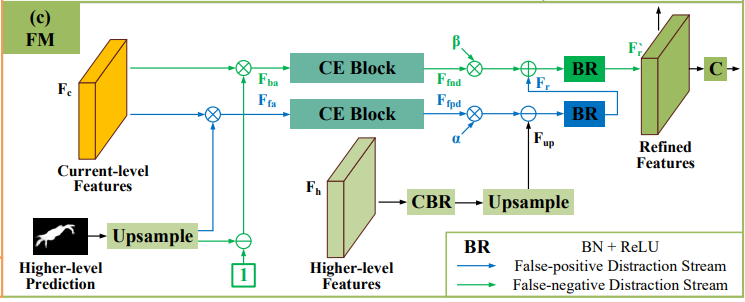 (c)
FM
F_c
Current-level
Features
F_ba
F_fa
CE Block
CE Block
β
α
F_fnd
F_fpd
F_r
F_up
BR
BR
F_r`
C
Refined
Features
F_h
CBR
Upsample
Higher-level
Features
Upsample
Higher-level
Prediction
1
BR BN + ReLU
False-positive Distraction Stream
False-negative Distraction Stream